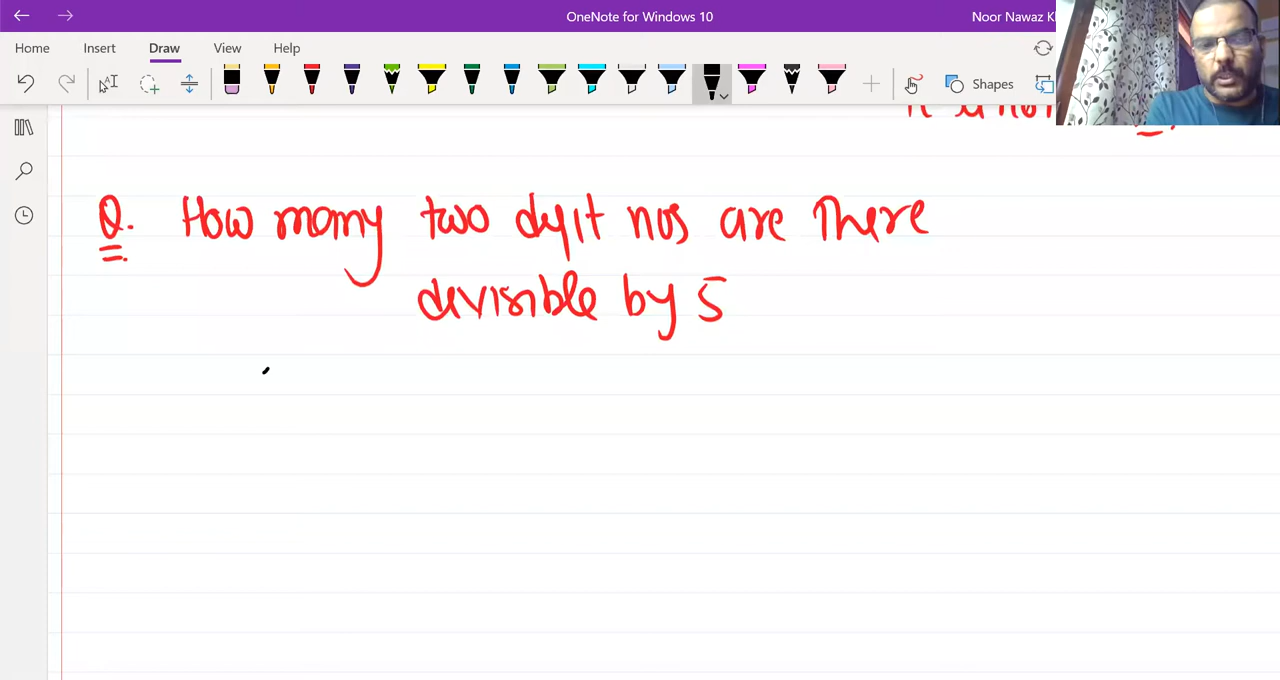 OneNote for Windows 10
Noor Nawaz
Home Insert Draw View Help
Shapes
Q. How many two digit nos are there
divisible by 5